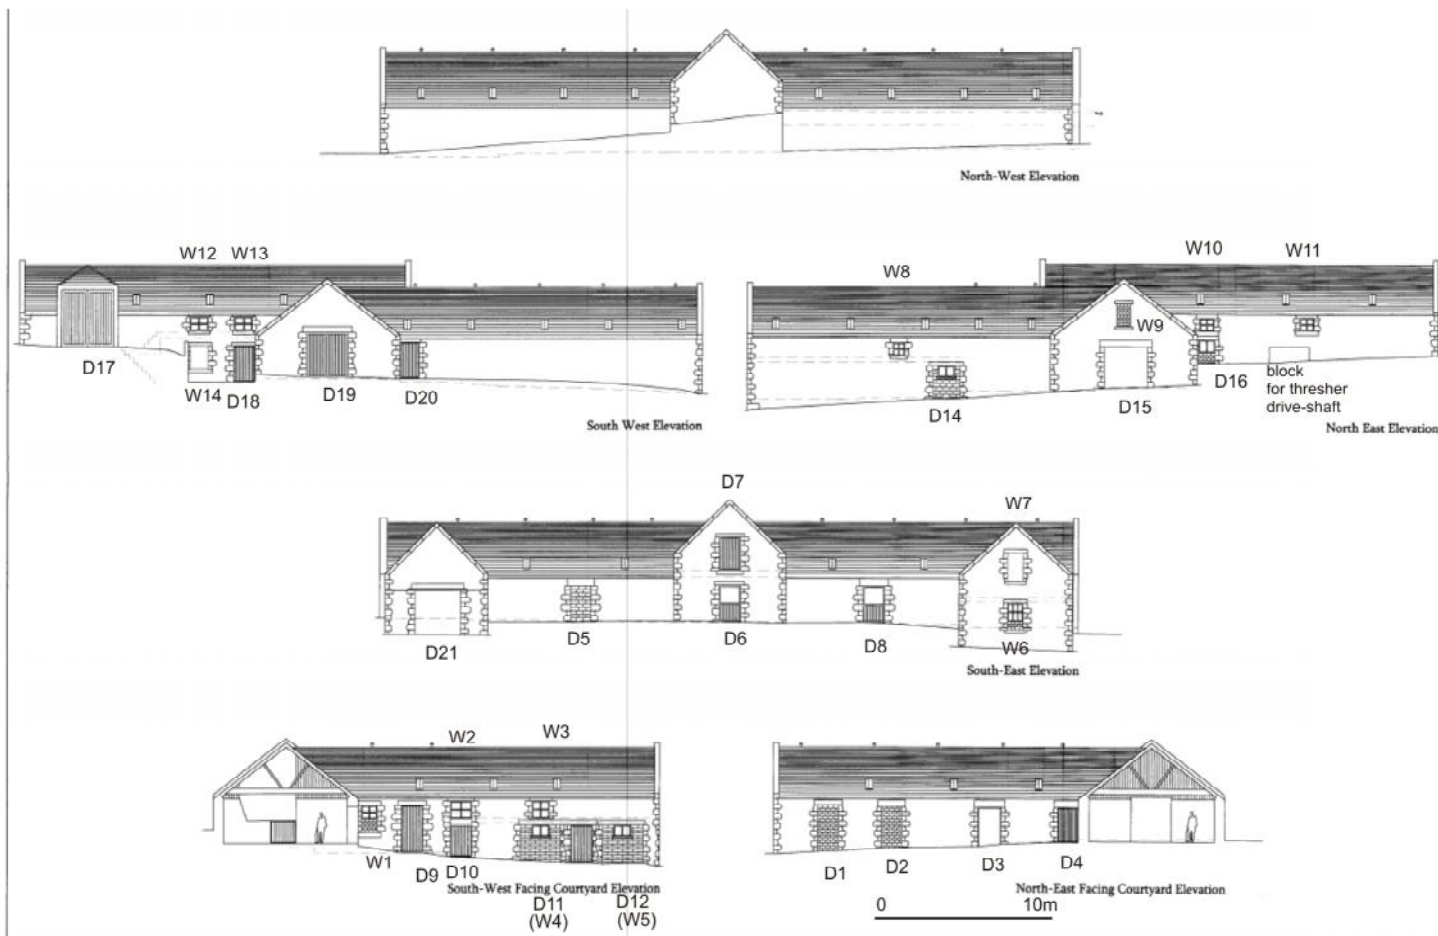 North-West Elevation
W12 W13
D17
W14 D18 D19 D20
South West Elevation
W8
W10 W11
W9
D14
D15
D16
block
for thresher
drive-shaft
North East Elevation
D7
W7
D5
D6
D8
D21
W6
South-East Elevation
W2
W3
W1
D9
D10
South-West Facing Courtyard Elevation
D11
(W4)
D12
(W5)
D1 D2 D3 D4
North-East Facing Courtyard Elevation
0 10m